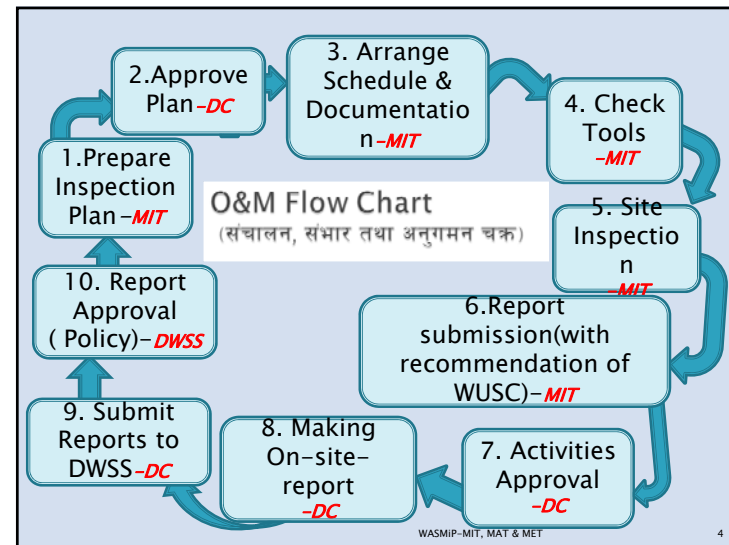 O&M Flow Chart
(संचालन, संभार तथा अनुगमन चक्र)
1.Prepare
Inspection
Plan-MIT
2.Approve
Plan-DC
3. Arrange
Schedule &
Documentatio
n-MIT
4. Check
Tools
-MIT
5. Site
Inspectio
n
-MIT
6.Report
submission(with
recommendation of
WUSC)-MIT
7. Activities
Approval
-DC
8. Making
On-site-
report
-DC
9. Submit
Reports to
DWSS-DC
10. Report
Approval
( Policy)-DWSS
WASMiP-MIT, MAT & MET
4